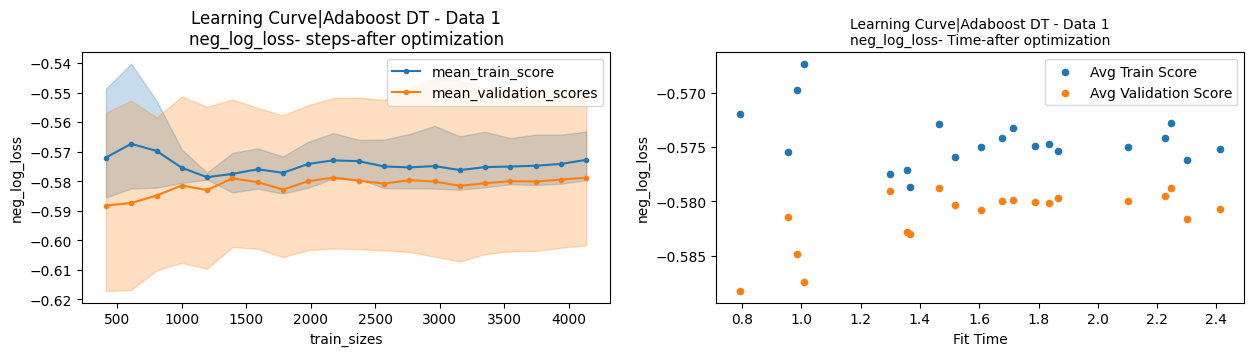 Learning Curve|Adaboost DT - Data 1
neg_log_loss- steps-after optimization
mean_train_score
mean_validation_scores
neg_log_loss
−0.54
−0.55
−0.56
−0.57
−0.58
−0.59
−0.60
−0.61
−0.62
500
1000
1500
2000
2500
3000
3500
4000
train_sizes
Learning Curve|Adaboost DT - Data 1
neg_log_loss- Time-after optimization
Avg Train Score
Avg Validation Score
neg_log_loss
−0.570
−0.575
−0.580
−0.585
0.8
1.0
1.2
1.4
1.6
1.8
2.0
2.2
2.4
Fit Time